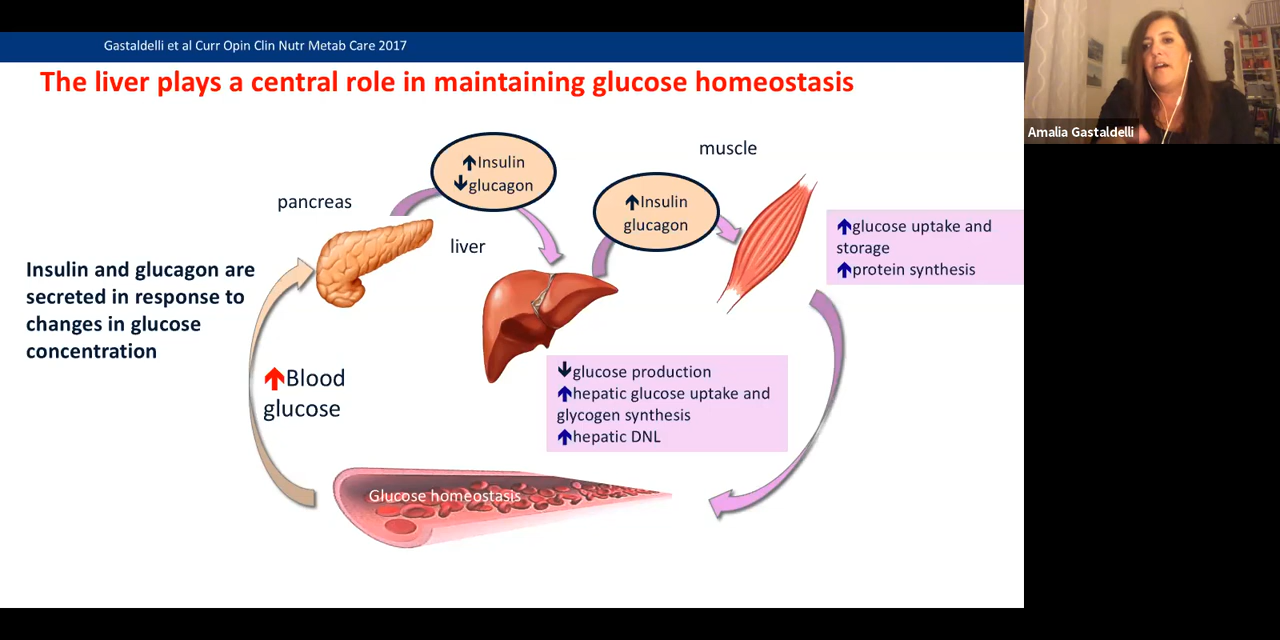 Gastaldelli et al Curr Opin Clin Nutr Metab Care 2017
The liver plays a central role in maintaining glucose homeostasis
Amalia Gastaldelli
muscle
↑Insulin
↓glucagon
pancreas
↑Insulin
glucagon
liver
↑glucose uptake and
storage
↑protein synthesis
Insulin and glucagon are
secreted in response to
changes in glucose
concentration
↑Blood
glucose
↓glucose production
↑hepatic glucose uptake and
glycogen synthesis
↑hepatic DNL
Glucose homeostasis